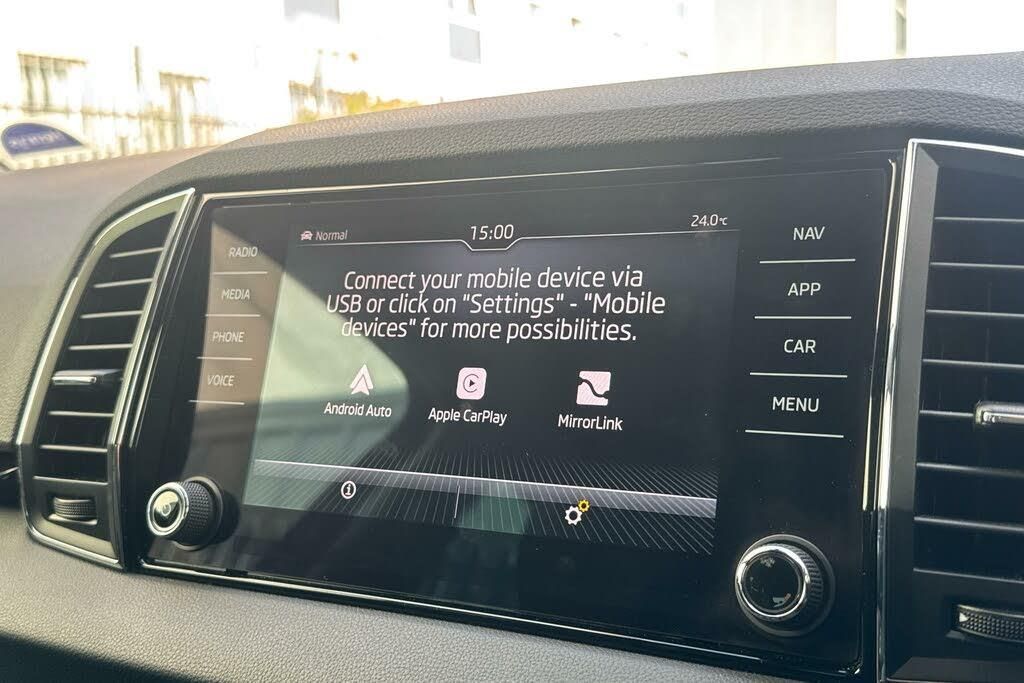 Normal
15:00
24.0°C
RADIO
MEDIA
PHONE
VOICE
Connect your mobile device via
USB or click on "Settings" - "Mobile
devices" for more possibilities.
Android Auto
Apple CarPlay
MirrorLink
NAV
APP
CAR
MENU